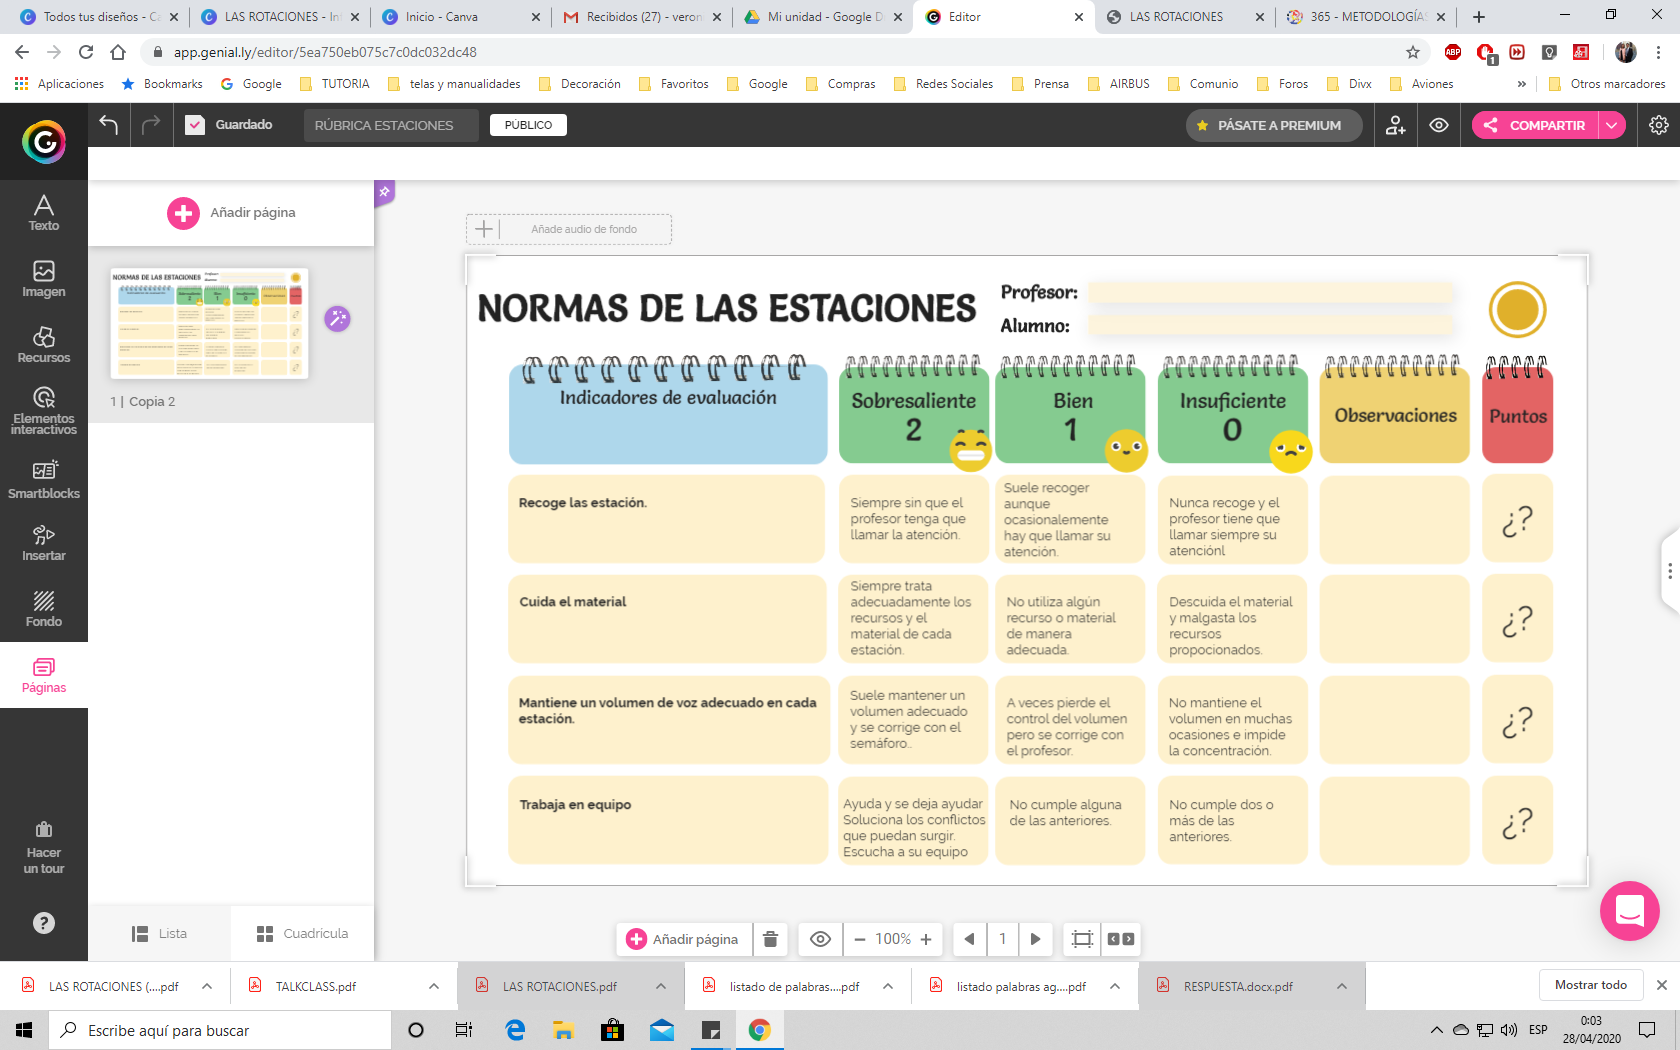 Todos tus diseños - Ca
LAS ROTACIONES - Inf
Inicio - Canva
Recibidos (27) - veron
Mi unidad - Google D
Editor
LAS ROTACIONES
365 - METODOLOGÍAS
app.genial.ly/editor/5ea750eb075c7c0dc032dc48
ABP
1
Aplicaciones
Bookmarks
Google
TUTORIA
telas y manualidades
Decoración
Favoritos
Google
Compras
Redes Sociales
Prensa
AIRBUS
Comunio
Foros
Divx
Aviones
»
Otros marcadores
Guardado
RÚBRICA ESTACIONES
PÚBLICO
PÁSATE A PREMIUM
COMPARTIR
Texto
Imagen
Recursos
Elementos
interactivos
Smartblocks
Insertar
Fondo
Páginas
Hacer
un tour
Añadir página
1 | Copia 2
Lista
Cuadrícula
Añade audio de fondo
NORMAS DE LAS ESTACIONES
Profesor:
Alumno:
Indicadores de evaluación
Sobresaliente
2
Bien
1
Insuficiente
0
Observaciones
Puntos
Recoge las estación.
Siempre sin que el
profesor tenga que
llamar la atención.
Suele recoger
aunque
ocasionalemente
hay que llamar su
atención.
Nunca recoge y el
profesor tiene que
llamar siempre su
atenciónl
¿?
Cuida el material
Siempre trata
adecuadamente los
recursos y el
material de cada
estación.
No utiliza algún
recurso o material
de manera
adecuada.
Descuida el material
y malgasta los
recursos
propocionados.
¿?
Mantiene un volumen de voz adecuado en cada
estación.
Suele mantener un
volumen adecuado
y se corrige con el
semáforo..
A veces pierde el
control del volumen
pero se corrige con
el profesor.
No mantiene el
volumen en muchas
ocasiones e impide
la concentración.
¿?
Trabaja en equipo
Ayuda y se deja ayudar
Soluciona los conflictos
que puedan surgir.
Escucha a su equipo
No cumple alguna
de las anteriores.
No cumple dos o
más de las
anteriores.
¿?
Añadir página
100%
1
LAS ROTACIONES (....pdf
TALKCLASS.pdf
LAS ROTACIONES.pdf
listado de palabras....pdf
listado palabras ag....pdf
RESPUESTA.docx.pdf
Mostrar todo
Escribe aquí para buscar
ESP
0:03
28/04/2020